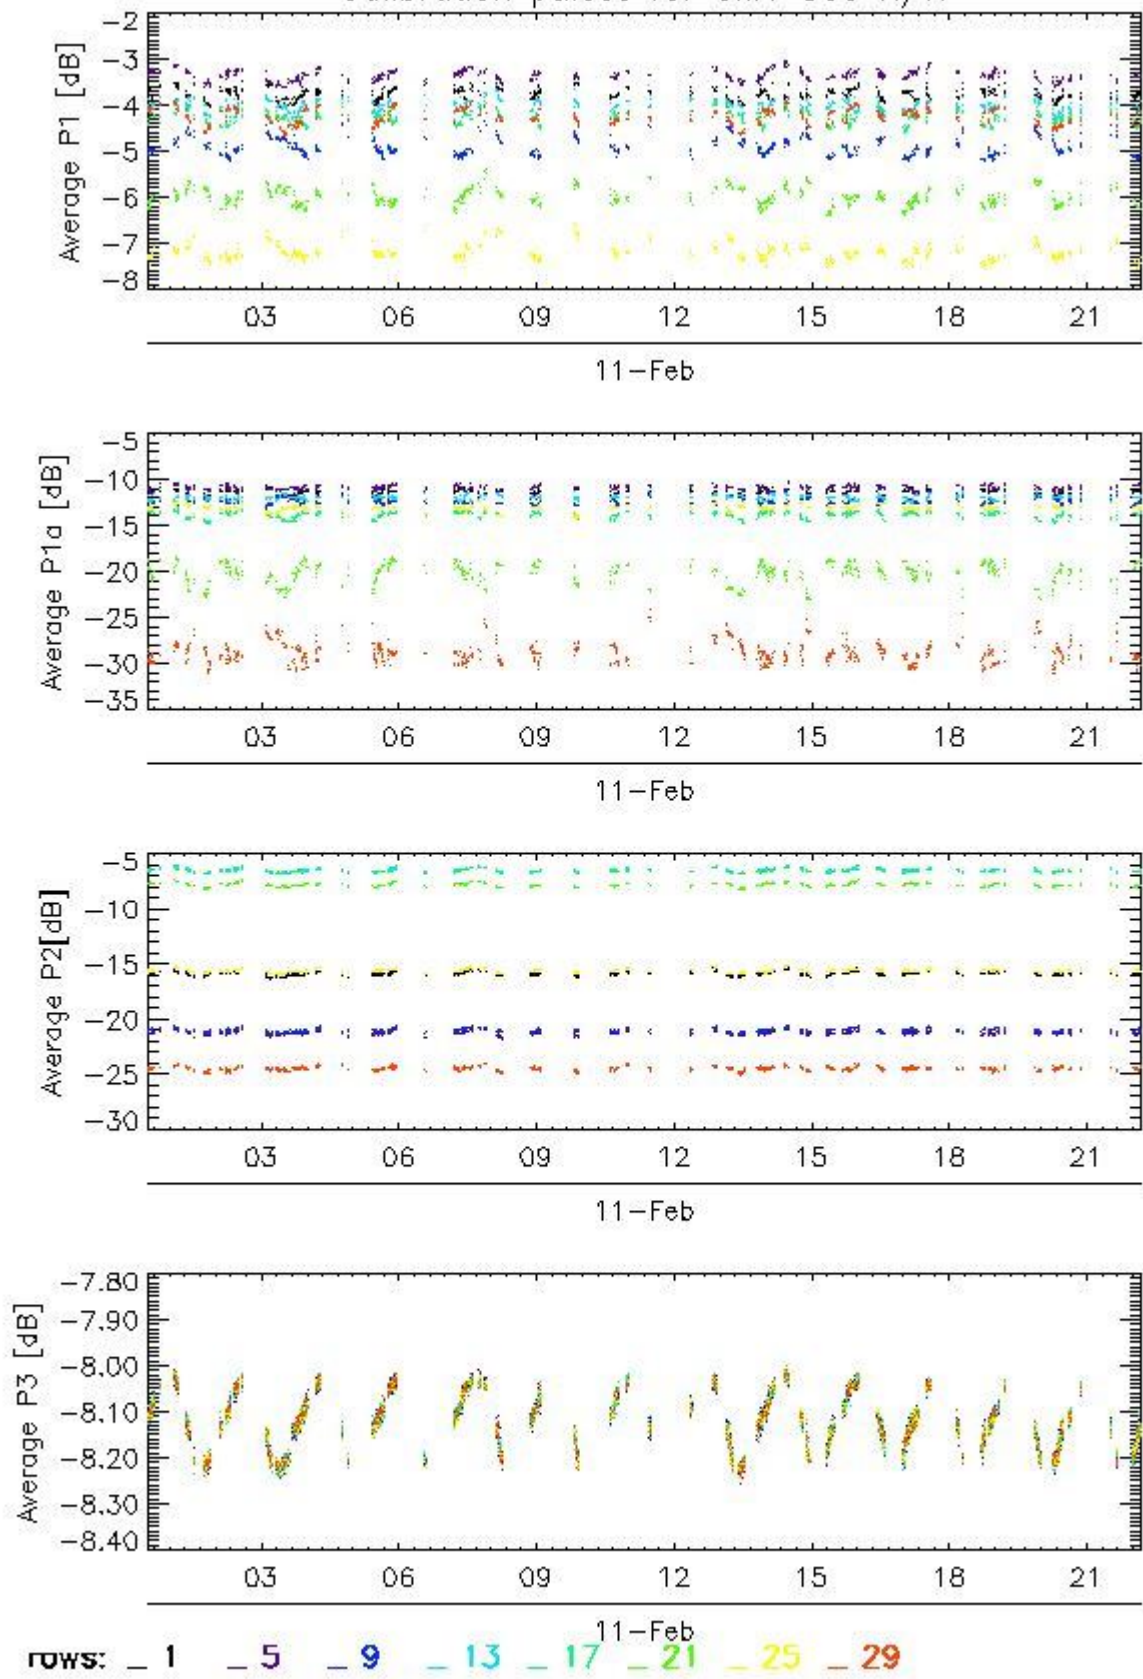 -2
-3
-4
-5
-6
-7
-8
Average P1 [dB]
03 06 09 12 15 18 21
11-Feb
-5
-10
-15
-20
-25
-30
-35
Average P1a [dB]
03 06 09 12 15 18 21
11-Feb
-5
-10
-15
-20
-25
-30
Average P2[dB]
03 06 09 12 15 18 21
11-Feb
-7.80
-7.90
-8.00
-8.10
-8.20
-8.30
-8.40
Average P3 [dB]
03 06 09 12 15 18 21
11-Feb
rows: _ 1 _ 5 _ 9 _ 13 _ 17 _ 21 _ 25 _ 29